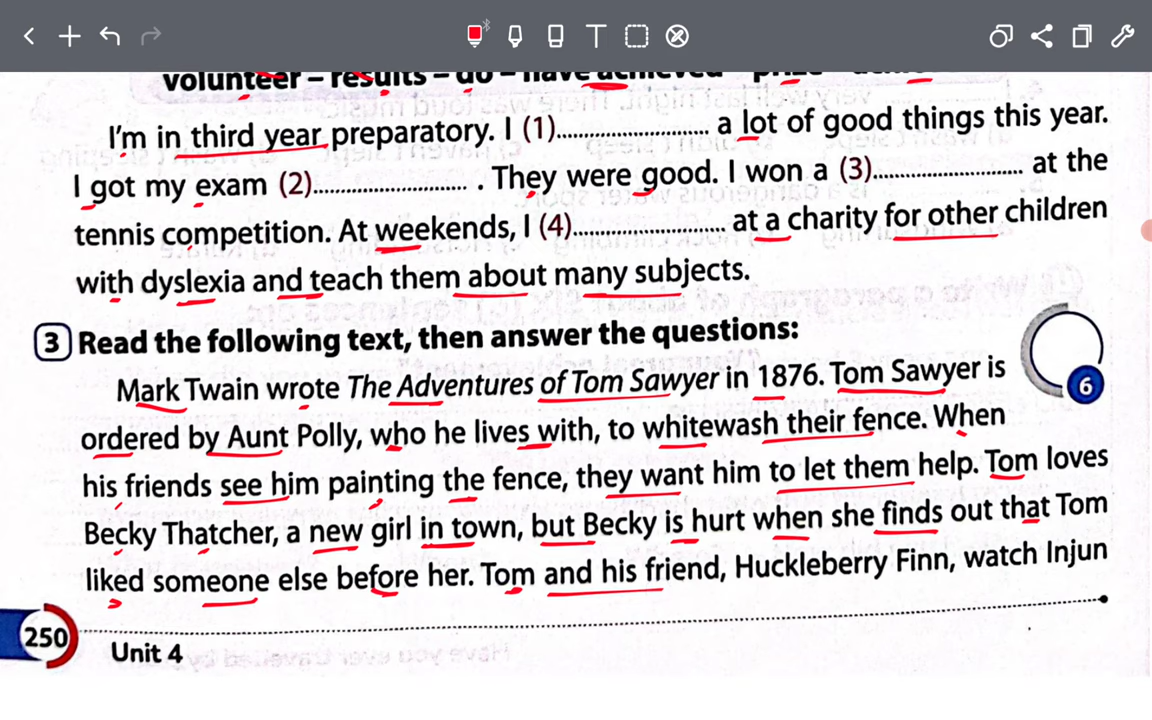 volunteer – results – do – have achieved – prize –
I'm in third year preparatory. I (1)........................ a lot of good things this year.
I got my exam (2)........................ . They were good. I won a (3)........................ at the
tennis competition. At weekends, I (4)........................ at a charity for other children
with dyslexia and teach them about many subjects.
3 Read the following text, then answer the questions:
Mark Twain wrote The Adventures of Tom Sawyer in 1876. Tom Sawyer is
6
ordered by Aunt Polly, who he lives with, to whitewash their fence. When
his friends see him painting the fence, they want him to let them help. Tom loves
Becky Thatcher, a new girl in town, but Becky is hurt when she finds out that Tom
liked someone else before her. Tom and his friend, Huckleberry Finn, watch Injun
250
Unit 4